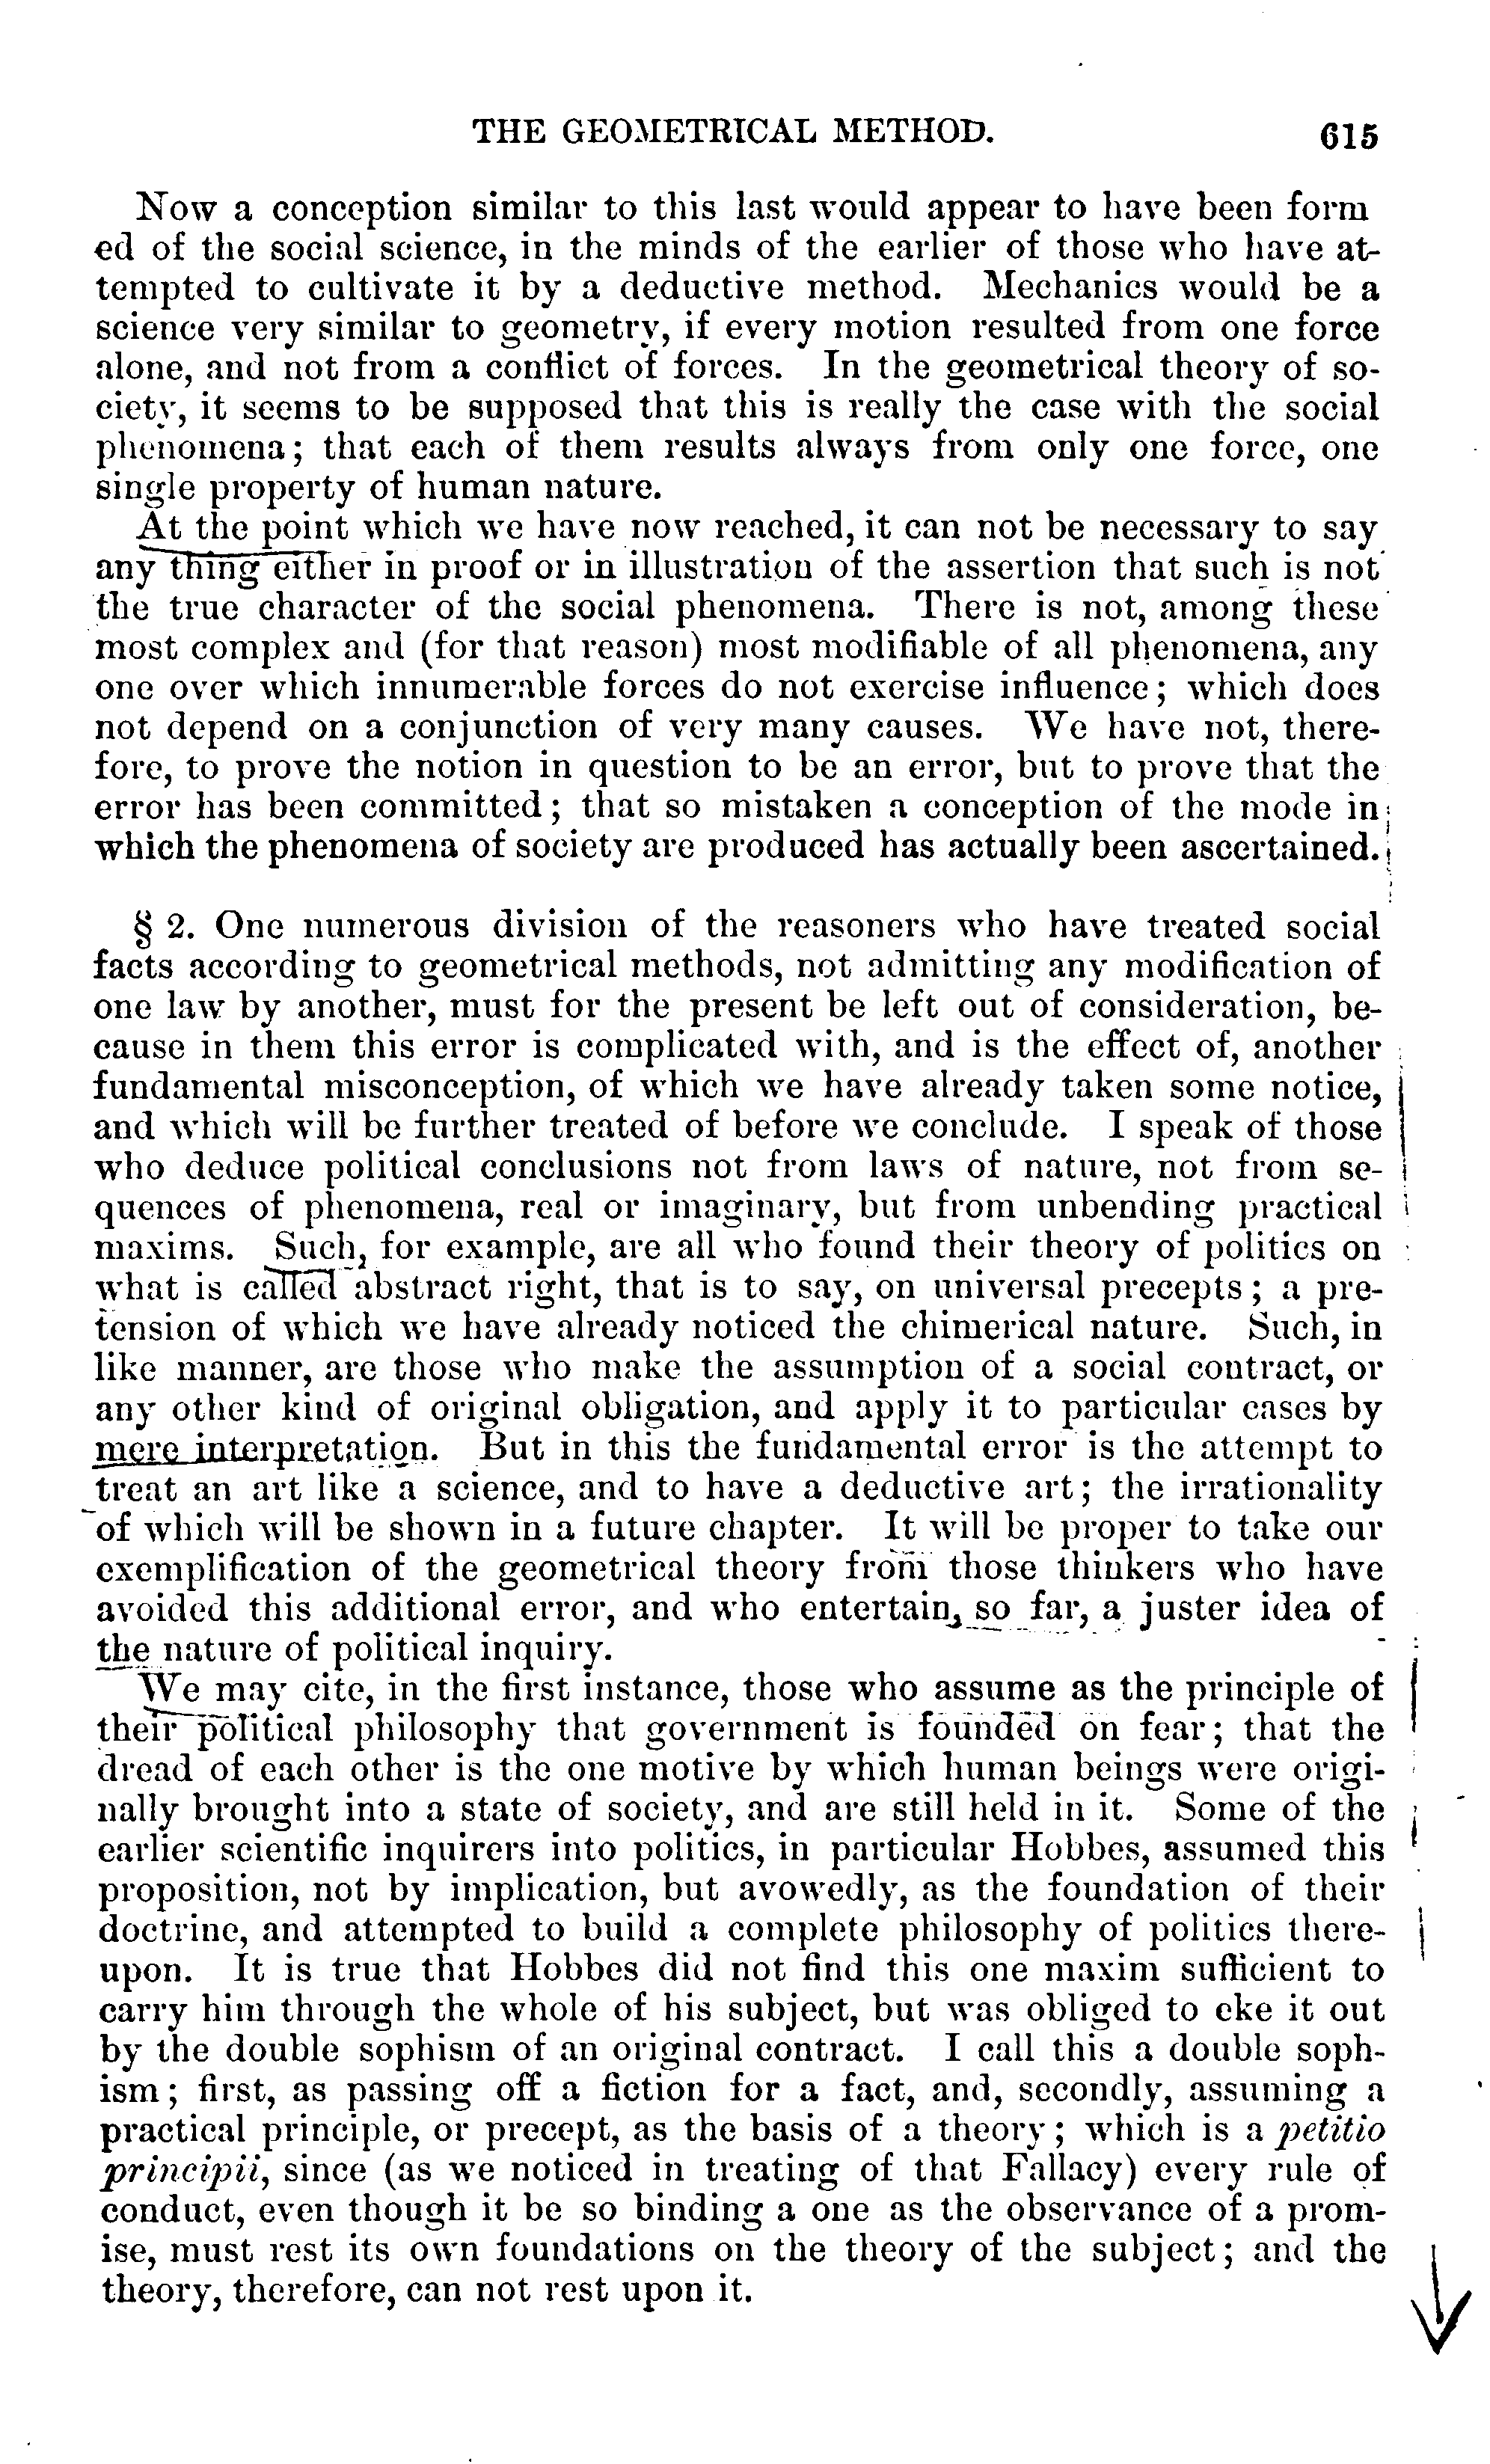 THE GEOMETRICAL METHOD. 615
Now a conception similar to this last would appear to have been form
ed of the social science, in the minds of the earlier of those who have at-
tempted to cultivate it by a deductive method. Mechanics would be a
science very similar to geometry, if every motion resulted from one force
alone, and not from a conflict of forces. In the geometrical theory of so-
ciety, it seems to be supposed that this is really the case with the social
phenomena; that each of them results always from only one force, one
single property of human nature.
At the point which we have now reached, it can not be necessary to say
any thing either in proof or in illustration of the assertion that such is not
the true character of the social phenomena. There is not, among these
most complex and (for that reason) most modifiable of all phenomena, any
one over which innumerable forces do not exercise influence; which does
not depend on a conjunction of very many causes. We have not, there-
fore, to prove the notion in question to be an error, but to prove that the
error has been committed; that so mistaken a conception of the mode in
which the phenomena of society are produced has actually been ascertained.
§ 2. One numerous division of the reasoners who have treated social
facts according to geometrical methods, not admitting any modification of
one law by another, must for the present be left out of consideration, be-
cause in them this error is complicated with, and is the effect of, another
fundamental misconception, of which we have already taken some notice,
and which will be further treated of before we conclude. I speak of those
who deduce political conclusions not from laws of nature, not from se-
quences of phenomena, real or imaginary, but from unbending practical
maxims. Such, for example, are all who found their theory of politics on
what is called abstract right, that is to say, on universal precepts; a pre-
tension of which we have already noticed the chimerical nature. Such, in
like manner, are those who make the assumption of a social contract, or
any other kind of original obligation, and apply it to particular cases by
mere interpretation. But in this the fundamental error is the attempt to
treat an art like a science, and to have a deductive art; the irrationality
of which will be shown in a future chapter. It will be proper to take our
exemplification of the geometrical theory from those thinkers who have
avoided this additional error, and who entertain, so far, a juster idea of
the nature of political inquiry.
We may cite, in the first instance, those who assume as the principle of
their political philosophy that government is founded on fear; that the
dread of each other is the one motive by which human beings were origi-
nally brought into a state of society, and are still held in it. Some of the
earlier scientific inquirers into politics, in particular Hobbes, assumed this
proposition, not by implication, but avowedly, as the foundation of their
doctrine, and attempted to build a complete philosophy of politics there-
upon. It is true that Hobbes did not find this one maxim sufficient to
carry him through the whole of his subject, but was obliged to eke it out
by the double sophism of an original contract. I call this a double soph-
ism; first, as passing off a fiction for a fact, and, secondly, assuming a
practical principle, or precept, as the basis of a theory; which is a petitio
principii, since (as we noticed in treating of that Fallacy) every rule of
conduct, even though it be so binding a one as the observance of a prom-
ise, must rest its own foundations on the theory of the subject; and the
theory, therefore, can not rest upon it.